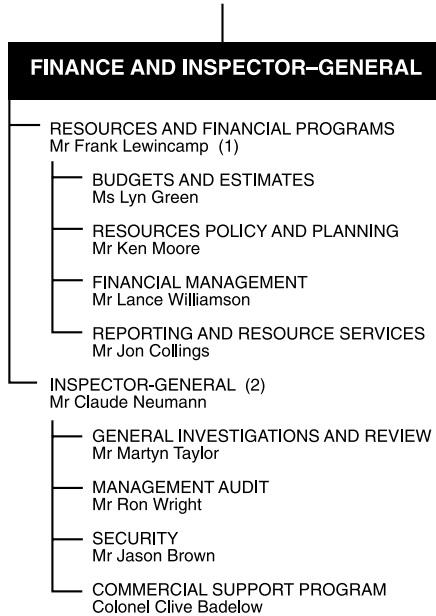 FINANCE AND INSPECTOR–GENERAL
RESOURCES AND FINANCIAL PROGRAMS
Mr Frank Lewincamp (1)
BUDGETS AND ESTIMATES
Ms Lyn Green
RESOURCES POLICY AND PLANNING
Mr Ken Moore
FINANCIAL MANAGEMENT
Mr Lance Williamson
REPORTING AND RESOURCE SERVICES
Mr Jon Collings
INSPECTOR-GENERAL (2)
Mr Claude Neumann
GENERAL INVESTIGATIONS AND REVIEW
Mr Martyn Taylor
MANAGEMENT AUDIT
Mr Ron Wright
SECURITY
Mr Jason Brown
COMMERCIAL SUPPORT PROGRAM
Colonel Clive Badelow